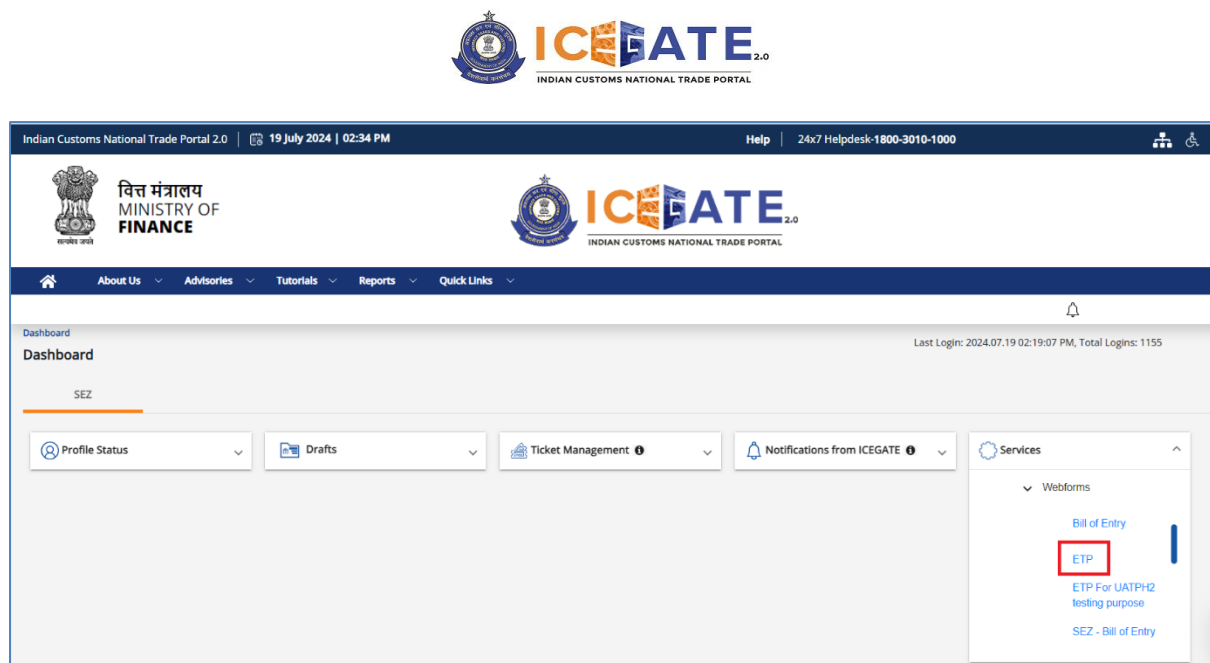 ICEGATE 2.0
INDIAN CUSTOMS NATIONAL TRADE PORTAL
Indian Customs National Trade Portal 2.0 | 19 July 2024 | 02:34 PM Help | 24x7 Helpdesk-1800-3010-1000
वित्त मंत्रालय
MINISTRY OF
FINANCE
सत्यमेव जयते
ICEGATE 2.0
INDIAN CUSTOMS NATIONAL TRADE PORTAL
About Us Advisories Tutorials Reports Quick Links
Dashboard
Last Login: 2024.07.19 02:19:07 PM, Total Logins: 1155
Dashboard
SEZ
Profile Status Drafts Ticket Management Notifications from ICEGATE Services
Webforms
Bill of Entry
ETP
ETP For UATPH2
testing purpose
SEZ - Bill of Entry